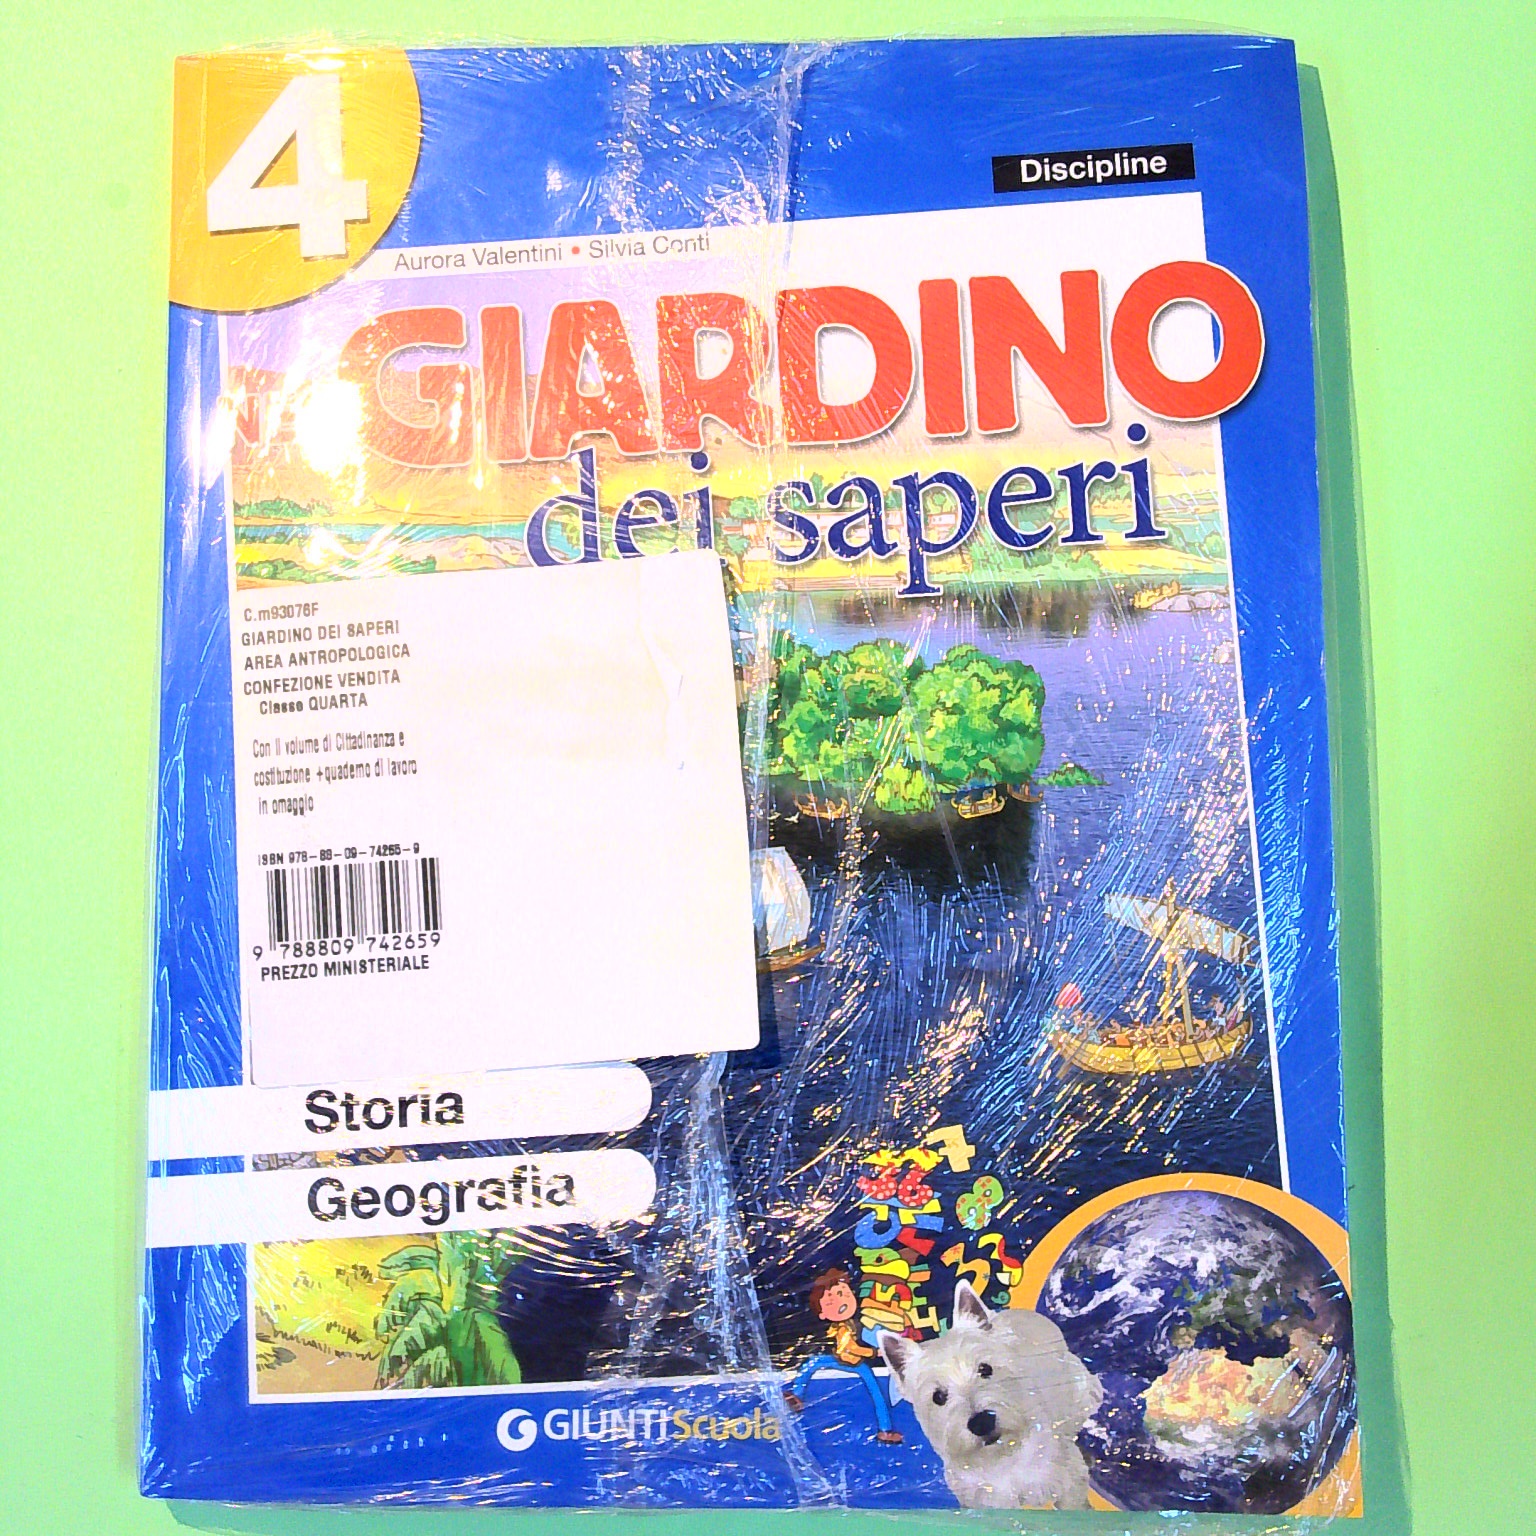 4
Discipline
Aurora Valentini • Silvia Conti
GIARDINO
dei saperi
C.m93076F
GIARDINO DEI SAPERI
AREA ANTROPOLOGICA
CONFEZIONE VENDITA
Classe QUARTA
Con il volume di Cittadinanza e
costituzione +quaderno di lavoro
in omaggio
ISBN 978-88-09-74265-9
9 788809 742659
PREZZO MINISTERIALE
Storia
Geografia
GIUNTI Scuola